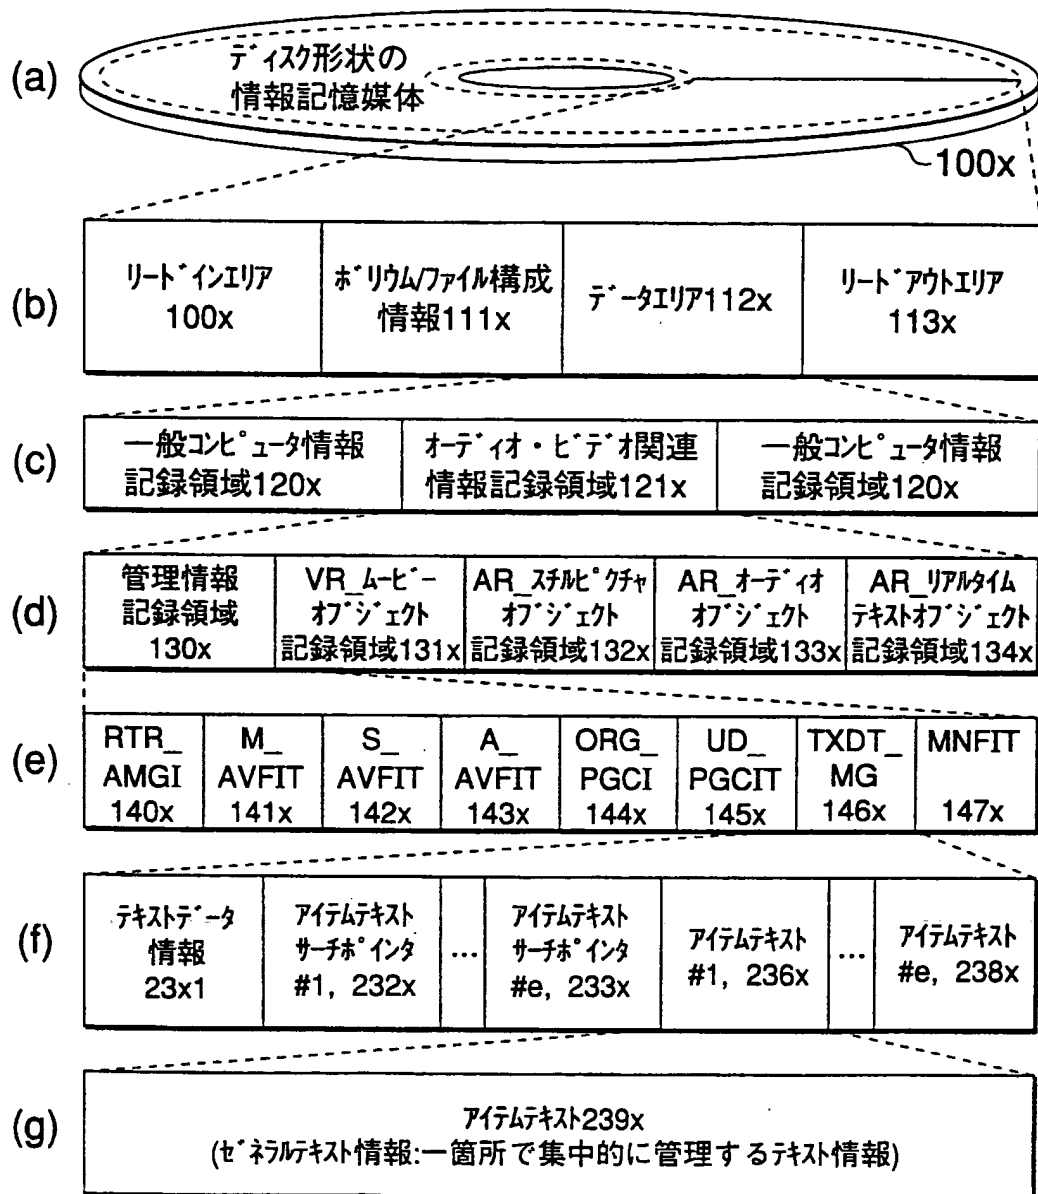 (a)
ディスク形状の
情報記憶媒体
100x
(b)
リードインエリア
100x
ボリウム/ファイル構成
情報111x
データエリア112x
リードアウトエリア
113x
(c)
一般コンピュータ情報
記録領域120x
オーディオ・ビデオ関連
情報記録領域121x
一般コンピュータ情報
記録領域120x
(d)
管理情報
記録領域
130x
VR_ムービー
オブジェクト
記録領域131x
AR_スチルピクチャ
オブジェクト
記録領域132x
AR_オーディオ
オブジェクト
記録領域133x
AR_リアルタイム
テキストオブジェクト
記録領域134x
(e)
RTR_
AMGI
140x
M_
AVFIT
141x
S_
AVFIT
142x
A_
AVFIT
143x
ORG_
PGCI
144x
UD_
PGCIT
145x
TXDT_
MG
146x
MNFIT
147x
(f)
テキストデータ
情報
23x1
アイテムテキスト
サーチポインタ
#1, 232x
...
アイテムテキスト
サーチポインタ
#e, 233x
アイテムテキスト
#1, 236x
...
アイテムテキスト
#e, 238x
(g)
アイテムテキスト239x
(ゼネラルテキスト情報:一箇所で集中的に管理するテキスト情報)